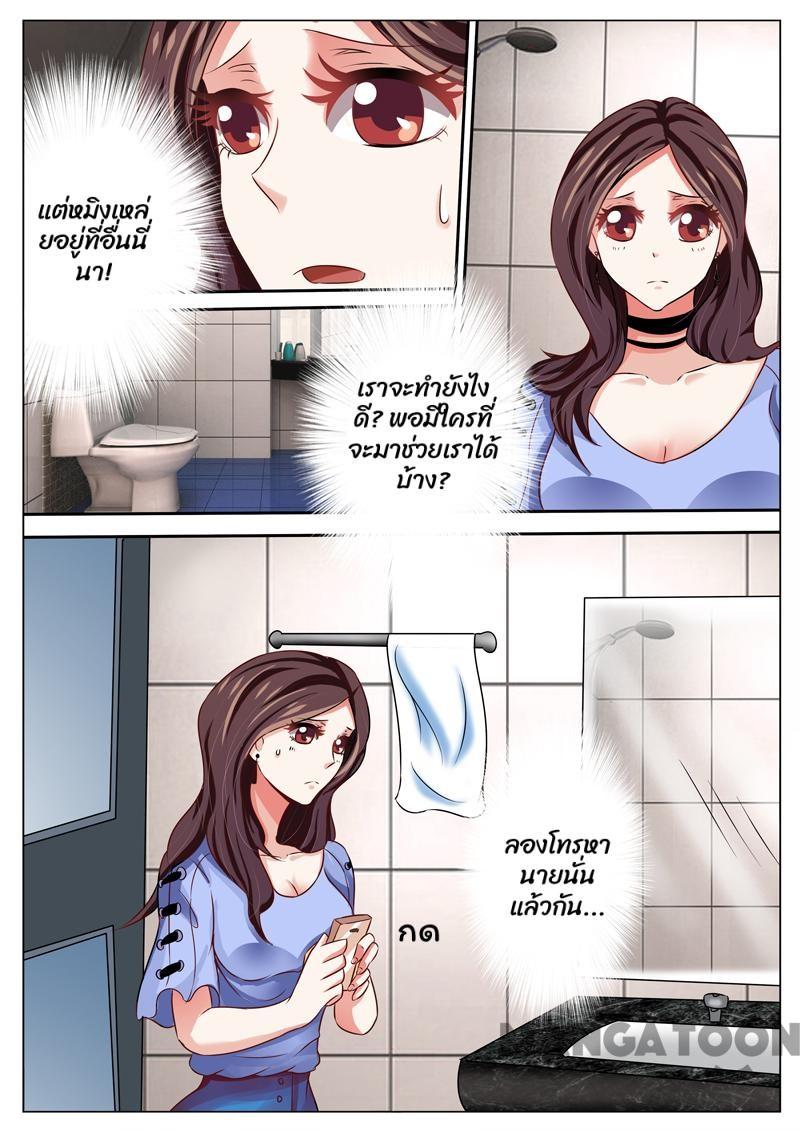 แต่หมิงเหล่
ยอยู่ที่อื่นนี่
นา!
เราจะทำยังไง
ดี? พอมีใครที่
จะมาช่วยเราได้
บ้าง?
ลองโทรหา
นายนั่น
แล้วกัน...
กด
MANGATOON